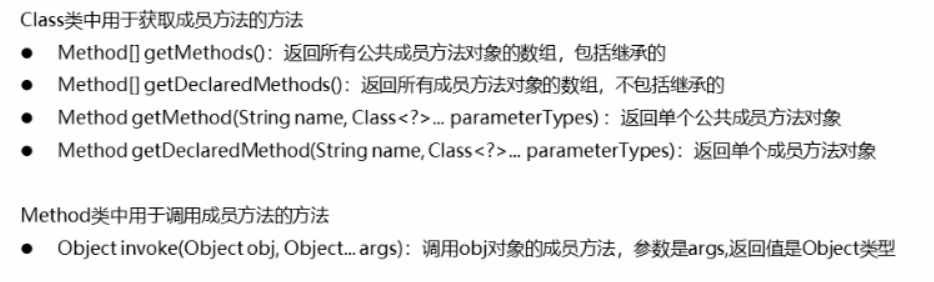 Class类中用于获取成员方法的方法
● Method[] getMethods()：返回所有公共成员方法对象的数组，包括继承的
● Method[] getDeclaredMethods()：返回所有成员方法对象的数组，不包括继承的
● Method getMethod(String name, Class<?>... parameterTypes) ：返回单个公共成员方法对象
● Method getDeclaredMethod(String name, Class<?>... parameterTypes)：返回单个成员方法对象
Method类中用于调用成员方法的方法
● Object invoke(Object obj, Object... args)：调用obj对象的成员方法，参数是args,返回值是Object类型